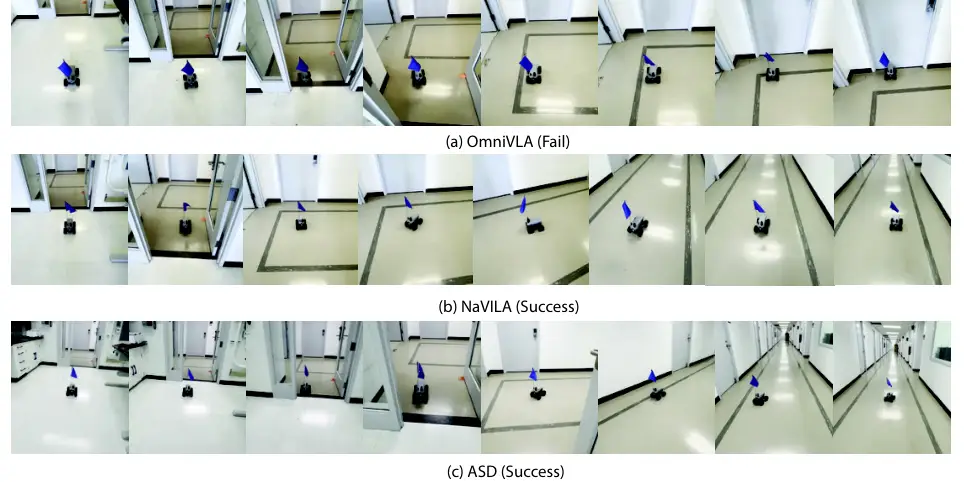 (a) OmniVLA (Fail)
(b) NaVILA (Success)
(c) ASD (Success)